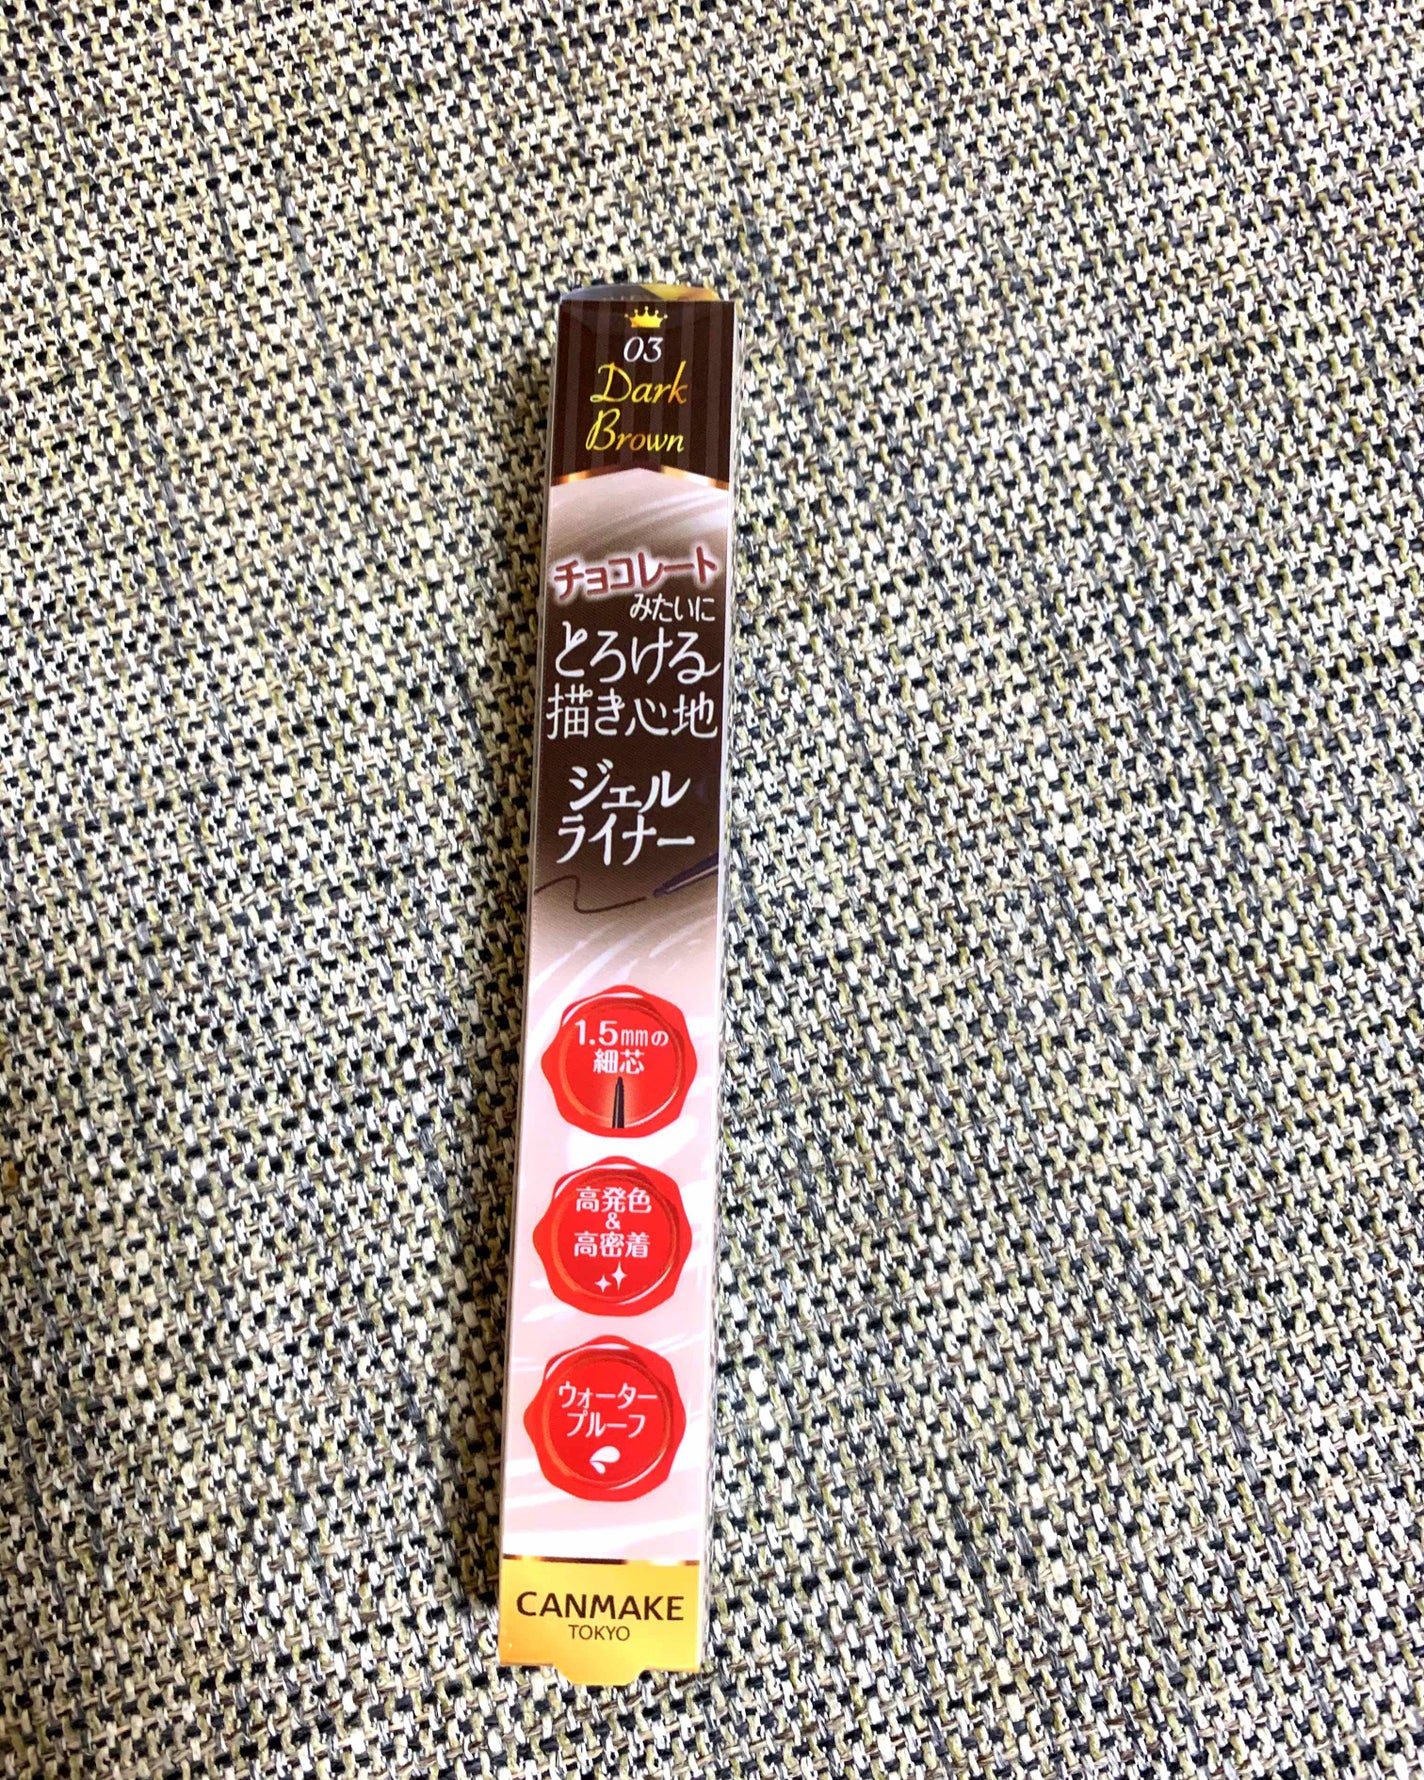 03
Dark
Brown
チョコレート
みたいに
とろける
描き心地
ジェル
ライナー
1.5㎜の
細芯
高発色
&
高密着
ウォーター
プルーフ
CANMAKE
TOKYO